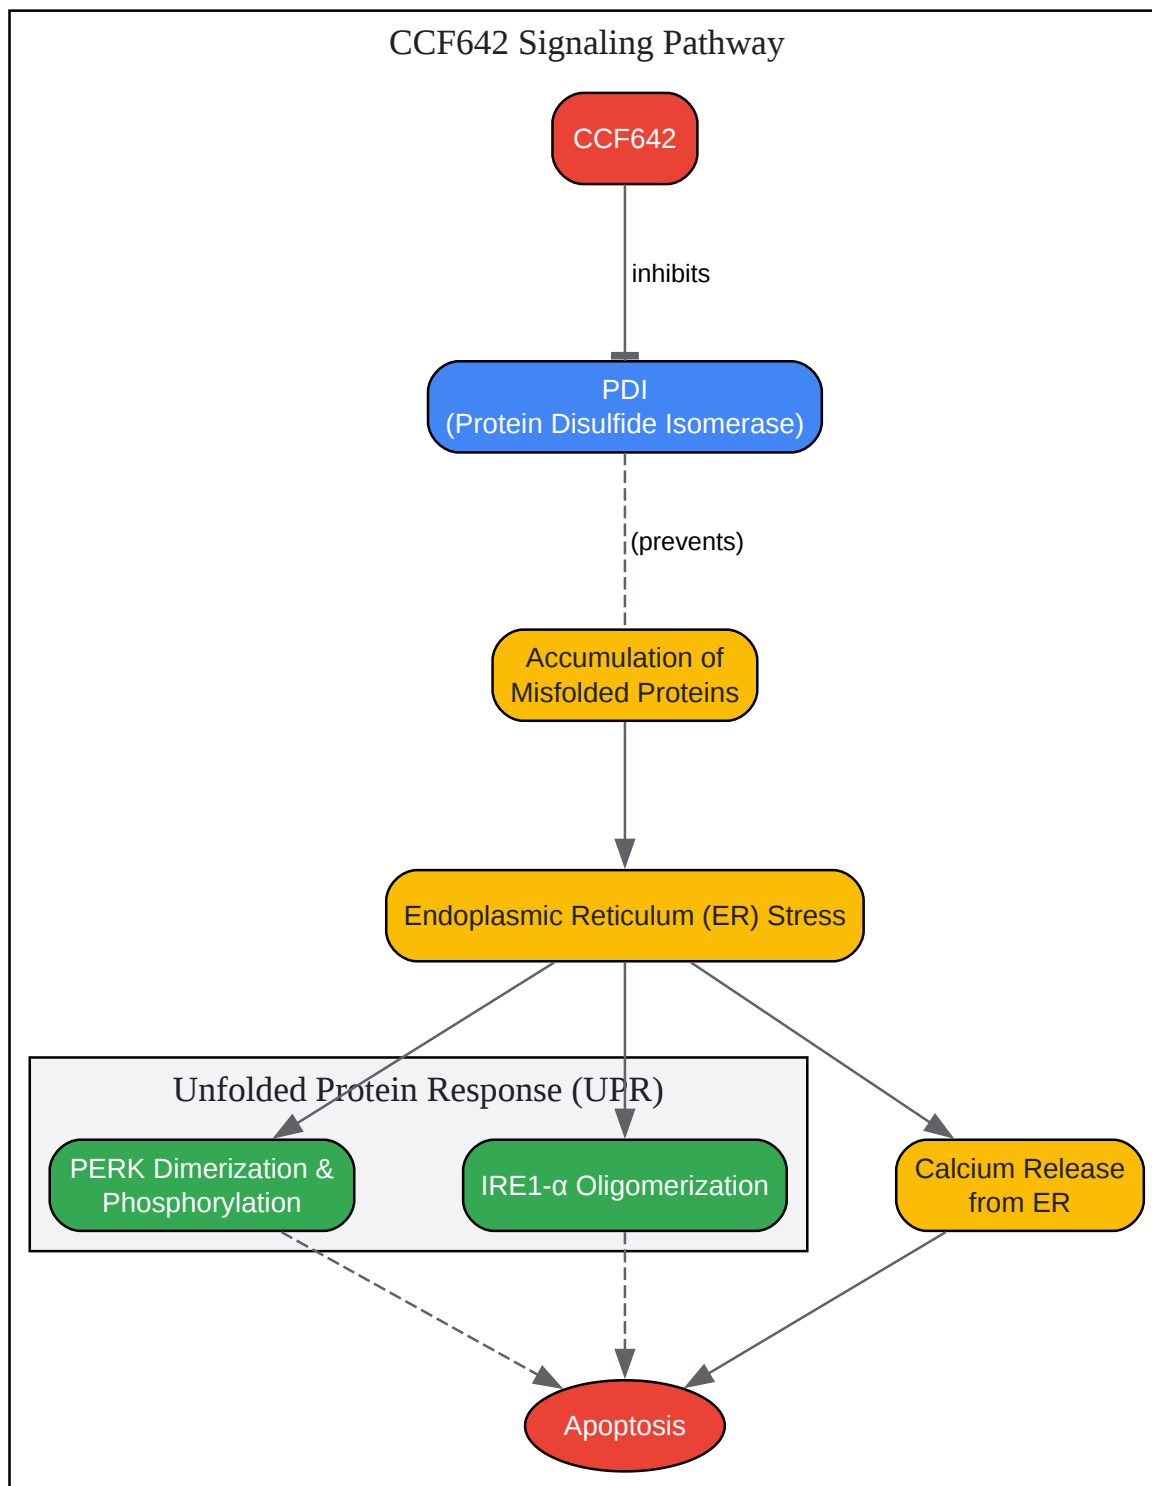 CCF642 Signaling Pathway
CCF642
inhibits
PDI
(Protein Disulfide Isomerase)
(prevents)
Accumulation of
Misfolded Proteins
Endoplasmic Reticulum (ER) Stress
Unfolded Protein Response (UPR)
PERK Dimerization &
Phosphorylation
IRE1-α Oligomerization
Calcium Release
from ER
Apoptosis